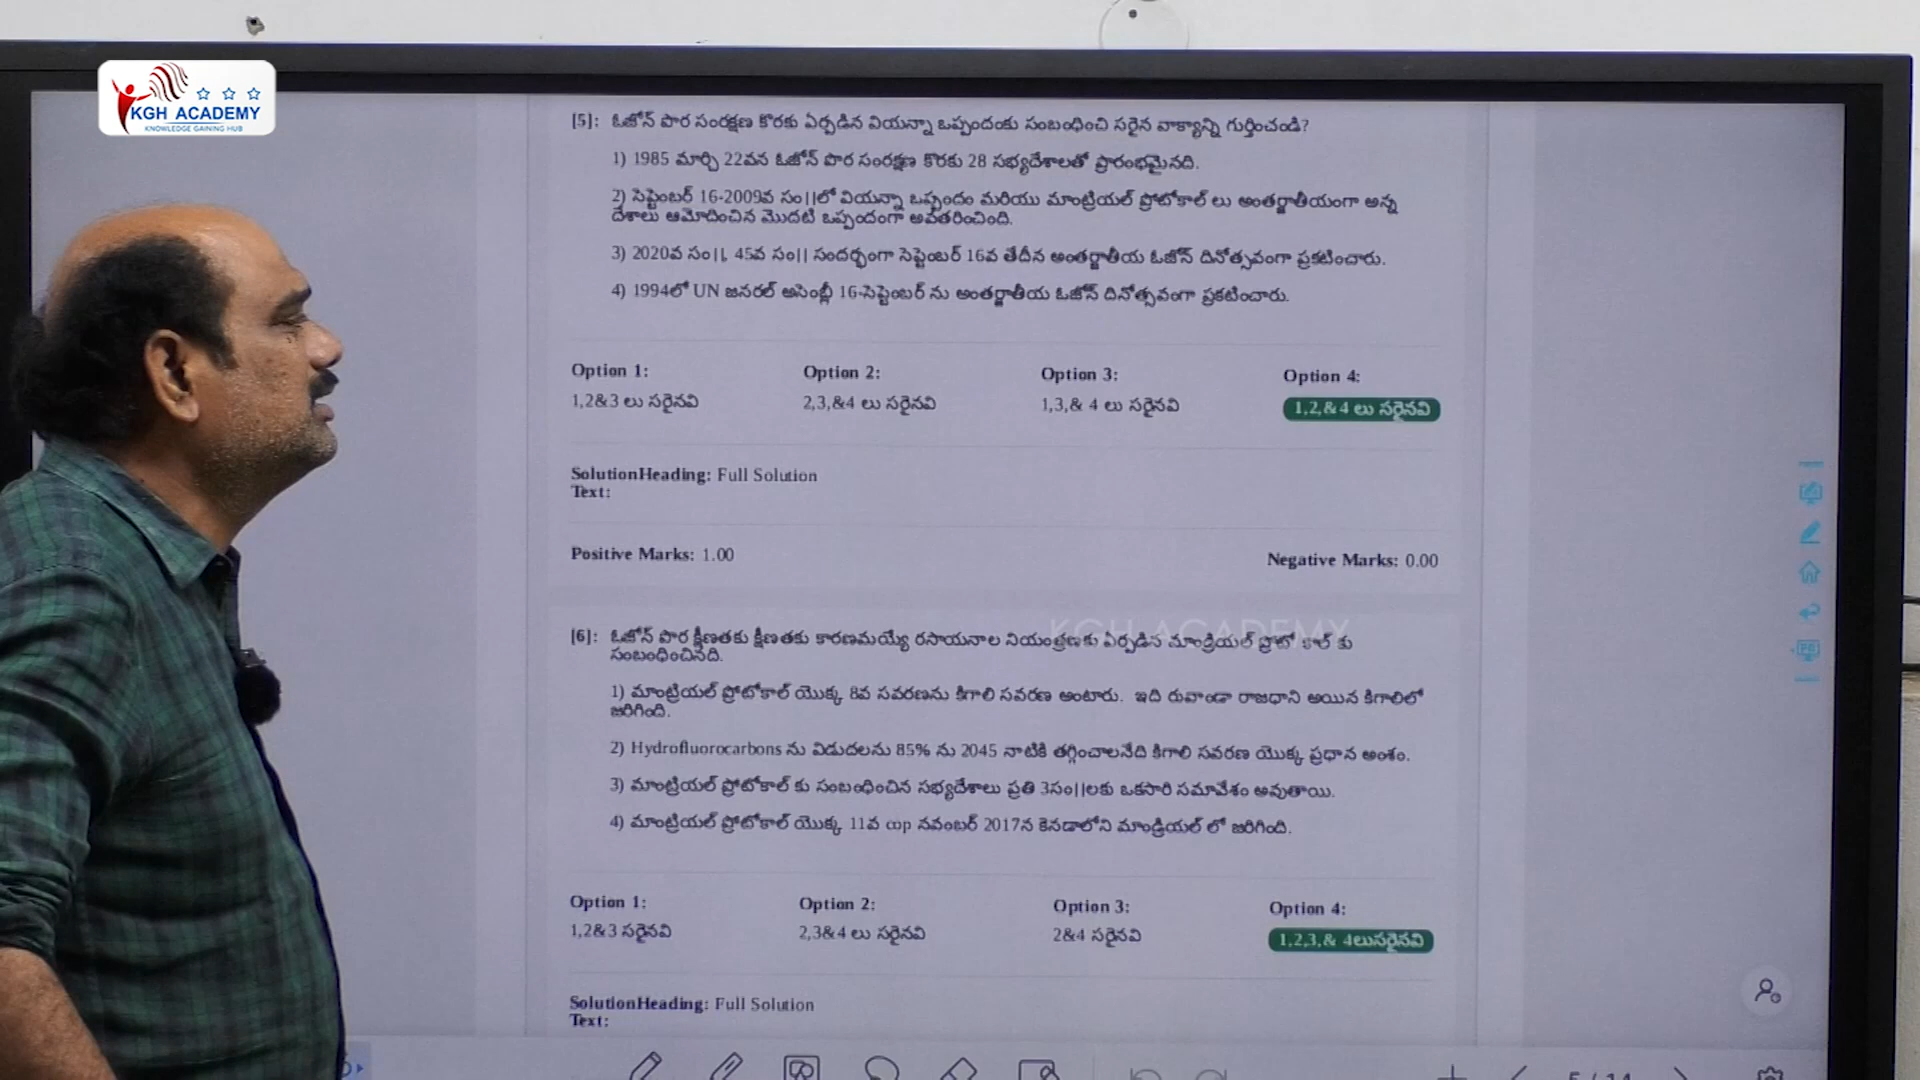 KGH ACADEMY
KNOWLEDGE GAINING HUB
[5]: ఓజోన్ పొర సంరక్షణ కొరకు ఏర్పడిన వియన్నా ఒప్పందంకు సంబంధించి సరైన వాక్యాన్ని గుర్తించండి?
1) 1985 మార్చి 22వన ఓజోన్ పొర సంరక్షణ కొరకు 28 సభ్యదేశాలతో ప్రారంభమైనది.
2) సెప్టెంబర్ 16-2009వ సం||లో వియన్నా ఒప్పందం మరియు మాంట్రియల్ ప్రోటోకాల్ లు అంతర్జాతీయంగా అన్న
దేశాలు ఆమోదించిన మొదటి ఒప్పందంగా అవతరించింది.
3) 2020వ సం||, 45వ సం|| సందర్భంగా సెప్టెంబర్ 16వ తేదీన అంతర్జాతీయ ఓజోన్ దినోత్సవంగా ప్రకటించారు.
4) 1994లో UN జనరల్ అసెంబ్లీ 16-సెప్టెంబర్ ను అంతర్జాతీయ ఓజోన్ దినోత్సవంగా ప్రకటించారు.
Option 1: Option 2: Option 3: Option 4:
1,2&3 లు సరైనవి 2,3,&4 లు సరైనవి 1,3,& 4 లు సరైనవి 1,2,&4 లు సరైనవి
SolutionHeading: Full Solution
Text:
Positive Marks: 1.00 Negative Marks: 0.00
KGH ACADEMY
[6]: ఓజోన్ పొర క్షీణతకు క్షీణతకు కారణమయ్యే రసాయనాల నియంత్రణకు ఏర్పడిన మాండ్రియల్ ప్రోటో కాల్ కు
సంబంధించినది.
1) మాంట్రియల్ ప్రోటోకాల్ యొక్క 8వ సవరణను కిగాలి సవరణ అంటారు. ఇది రువాండా రాజధాని అయిన కిగాలిలో
జరిగింది.
2) Hydrofluorocarbons ను విడుదలను 85% ను 2045 నాటికి తగ్గించాలనేది కిగాలి సవరణ యొక్క ప్రధాన అంశం.
3) మాంట్రియల్ ప్రోటోకాల్ కు సంబంధించిన సభ్యదేశాలు ప్రతి 3సం||లకు ఒకసారి సమావేశం అవుతాయి.
4) మాంట్రియల్ ప్రోటోకాల్ యొక్క 11వ cop నవంబర్ 2017న కెనడాలోని మాండ్రియల్ లో జరిగింది.
Option 1: Option 2: Option 3: Option 4:
1,2&3 సరైనవి 2,3&4 లు సరైనవి 2&4 సరైనవి 1,2,3,& 4లుసరైనవి
SolutionHeading: Full Solution
Text: